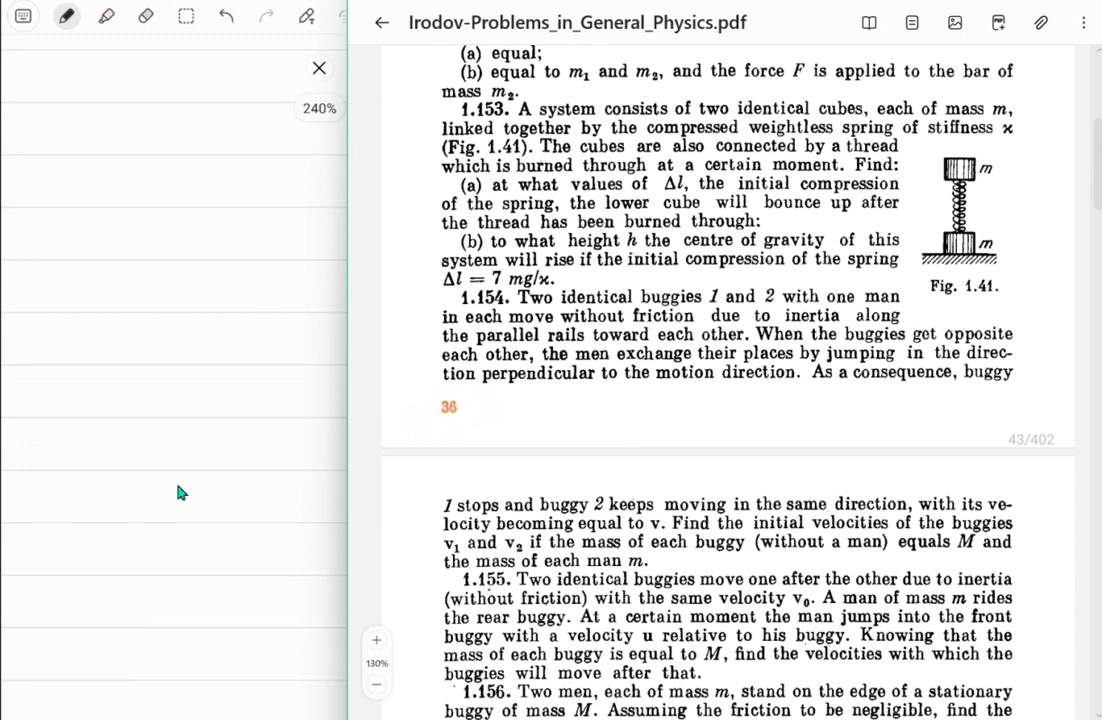 Irodov-Problems_in_General_Physics.pdf
240%
(a) equal;
(b) equal to m₁ and m₂, and the force F is applied to the bar of
mass m₂.
1.153. A system consists of two identical cubes, each of mass m,
linked together by the compressed weightless spring of stiffness ϰ
(Fig. 1.41). The cubes are also connected by a thread
which is burned through at a certain moment. Find:
(a) at what values of Δl, the initial compression
of the spring, the lower cube will bounce up after
the thread has been burned through:
(b) to what height h the centre of gravity of this
system will rise if the initial compression of the spring
Δl = 7 mg/ϰ.
m
m
Fig. 1.41.
1.154. Two identical buggies 1 and 2 with one man
in each move without friction due to inertia along
the parallel rails toward each other. When the buggies get opposite
each other, the men exchange their places by jumping in the direc-
tion perpendicular to the motion direction. As a consequence, buggy
36
43/402
1 stops and buggy 2 keeps moving in the same direction, with its ve-
locity becoming equal to v. Find the initial velocities of the buggies
v₁ and v₂ if the mass of each buggy (without a man) equals M and
the mass of each man m.
1.155. Two identical buggies move one after the other due to inertia
(without friction) with the same velocity v₀. A man of mass m rides
the rear buggy. At a certain moment the man jumps into the front
buggy with a velocity u relative to his buggy. Knowing that the
mass of each buggy is equal to M, find the velocities with which the
buggies will move after that.
1.156. Two men, each of mass m, stand on the edge of a stationary
buggy of mass M. Assuming the friction to be negligible, find the
130%